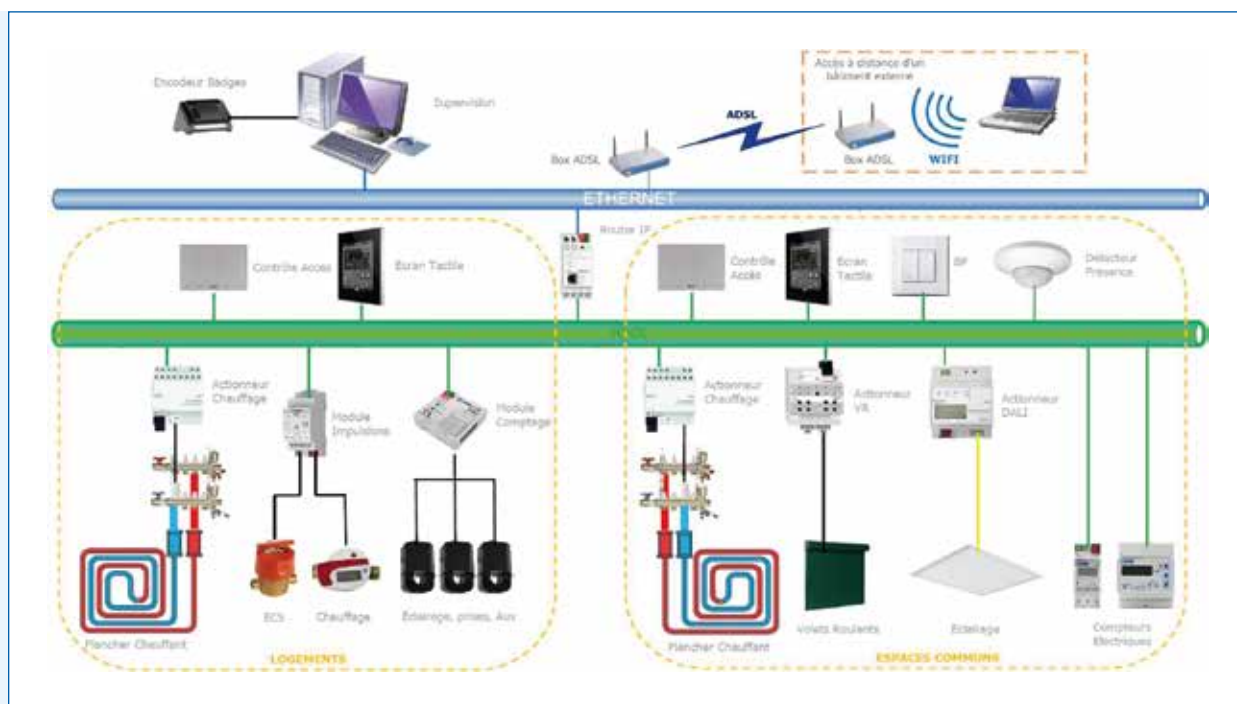 Accès à distance d'un
bâtiment externe
Encodeur Badges
Supervision
ADSL
Box ADSL
Box ADSL
WIFI
ETHERNET
Routeur IP
Contrôle Accès
Ecran Tactile
Contrôle
Accès
Ecran
Tactile
BP
Détecteur
Présence
Actionneur
Chauffage
Module
Impulsions
Module
Comptage
Actionneur
Chauffage
Actionneur
VR
Actionneur
DALI
ECS
Chauffage
Eclairage, prises, Aux
Plancher Chauffant
LOGEMENTS
Volets Roulants
Eclairage
Compteurs
Electriques
Plancher Chauffant
ESPACES COMMUNS